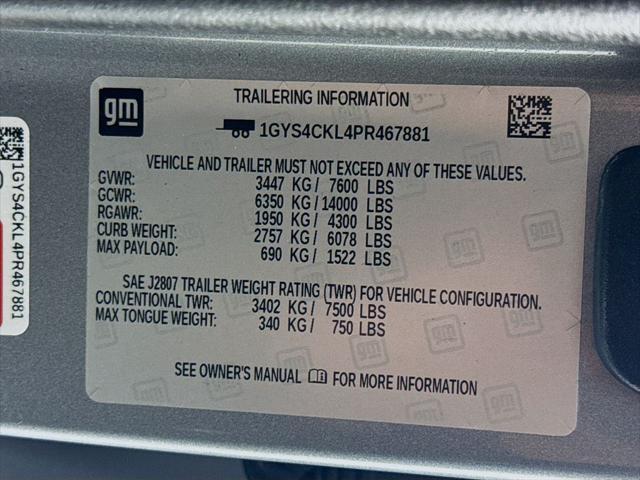 gm
TRAILERING INFORMATION
1GYS4CKL4PR467881
VEHICLE AND TRAILER MUST NOT EXCEED ANY OF THESE VALUES.
GVWR: 3447 KG/ 7600 LBS
GCWR: 6350 KG/ 14000 LBS
RGAWR: 1950 KG/ 4300 LBS
CURB WEIGHT: 2757 KG/ 6078 LBS
MAX PAYLOAD: 690 KG/ 1522 LBS
SAE J2807 TRAILER WEIGHT RATING (TWR) FOR VEHICLE CONFIGURATION.
CONVENTIONAL TWR: 3402 KG/ 7500 LBS
MAX TONGUE WEIGHT: 340 KG/ 750 LBS
SEE OWNER'S MANUAL FOR MORE INFORMATION
1GYS4CKL4PR467881